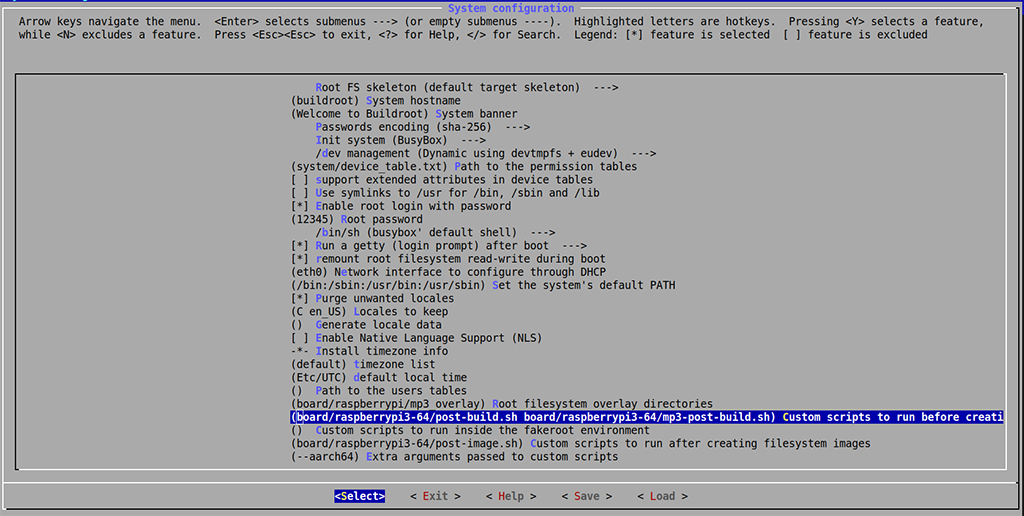 System configuration
Arrow keys navigate the menu.  <Enter> selects submenus ---> (or empty submenus ----).  Highlighted letters are hotkeys.  Pressing <Y> selects a feature,
while <N> excludes a feature.  Press <Esc><Esc> to exit, <?> for Help, </> for Search.  Legend: [*] feature is selected  [ ] feature is excluded
Root FS skeleton (default target skeleton)  --->
(buildroot) System hostname
(Welcome to Buildroot) System banner
Passwords encoding (sha-256)  --->
Init system (BusyBox)  --->
/dev management (Dynamic using devtmpfs + eudev)  --->
(system/device_table.txt) Path to the permission tables
[ ] support extended attributes in device tables
[ ] Use symlinks to /usr for /bin, /sbin and /lib
[*] Enable root login with password
(12345) Root password
/bin/sh (busybox' default shell)  --->
[*] Run a getty (login prompt) after boot  --->
[*] remount root filesystem read-write during boot
(eth0) Network interface to configure through DHCP
(/bin:/sbin:/usr/bin:/usr/sbin) Set the system's default PATH
[*] Purge unwanted locales
(C en_US) Locales to keep
()  Generate locale data
[ ] Enable Native Language Support (NLS)
-*- Install timezone info
(default) timezone list
(Etc/UTC) default local time
()  Path to the users tables
(board/raspberrypi/mp3_overlay) Root filesystem overlay directories
(board/raspberrypi3-64/post-build.sh board/raspberrypi3-64/mp3-post-build.sh) Custom scripts to run before creati
()  Custom scripts to run inside the fakeroot environment
(board/raspberrypi3-64/post-image.sh) Custom scripts to run after creating filesystem images
(--aarch64) Extra arguments passed to custom scripts
<Select>    < Exit >    < Help >    < Save >    < Load >